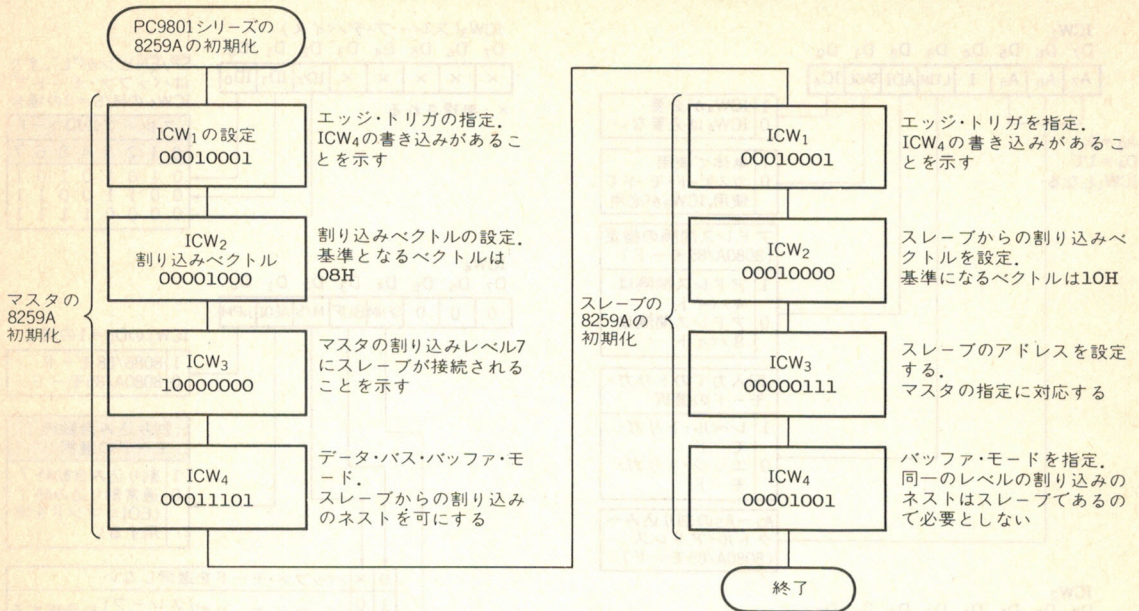 PC9801シリーズの
8259Aの初期化
マスタの
8259A
初期化
ICW₁の設定
00010001
エッジ・トリガの指定.
ICW₄の書き込みがあるこ
とを示す
ICW₂
割り込みベクトル
00001000
割り込みベクトルの設定.
基準となるベクトルは
08H
ICW₃
10000000
マスタの割り込みレベル7
にスレーブが接続される
ことを示す
ICW₄
00011101
データ・バス・バッファ・モ
ード.
スレーブからの割り込み
のネストを可にする
スレーブの
8259Aの
初期化
ICW₁
00010001
エッジ・トリガを指定.
ICW₄の書き込みがあるこ
とを示す
ICW₂
00010000
スレーブからの割り込みベ
クトルを設定.
基準になるベクトルは10H
ICW₃
00000111
スレーブのアドレスを設定
する.
マスタの指定に対応する
ICW₄
00001001
バッファ・モードを指定.
同一のレベルの割り込みの
ネストはスレーブであるの
で必要としない
終了